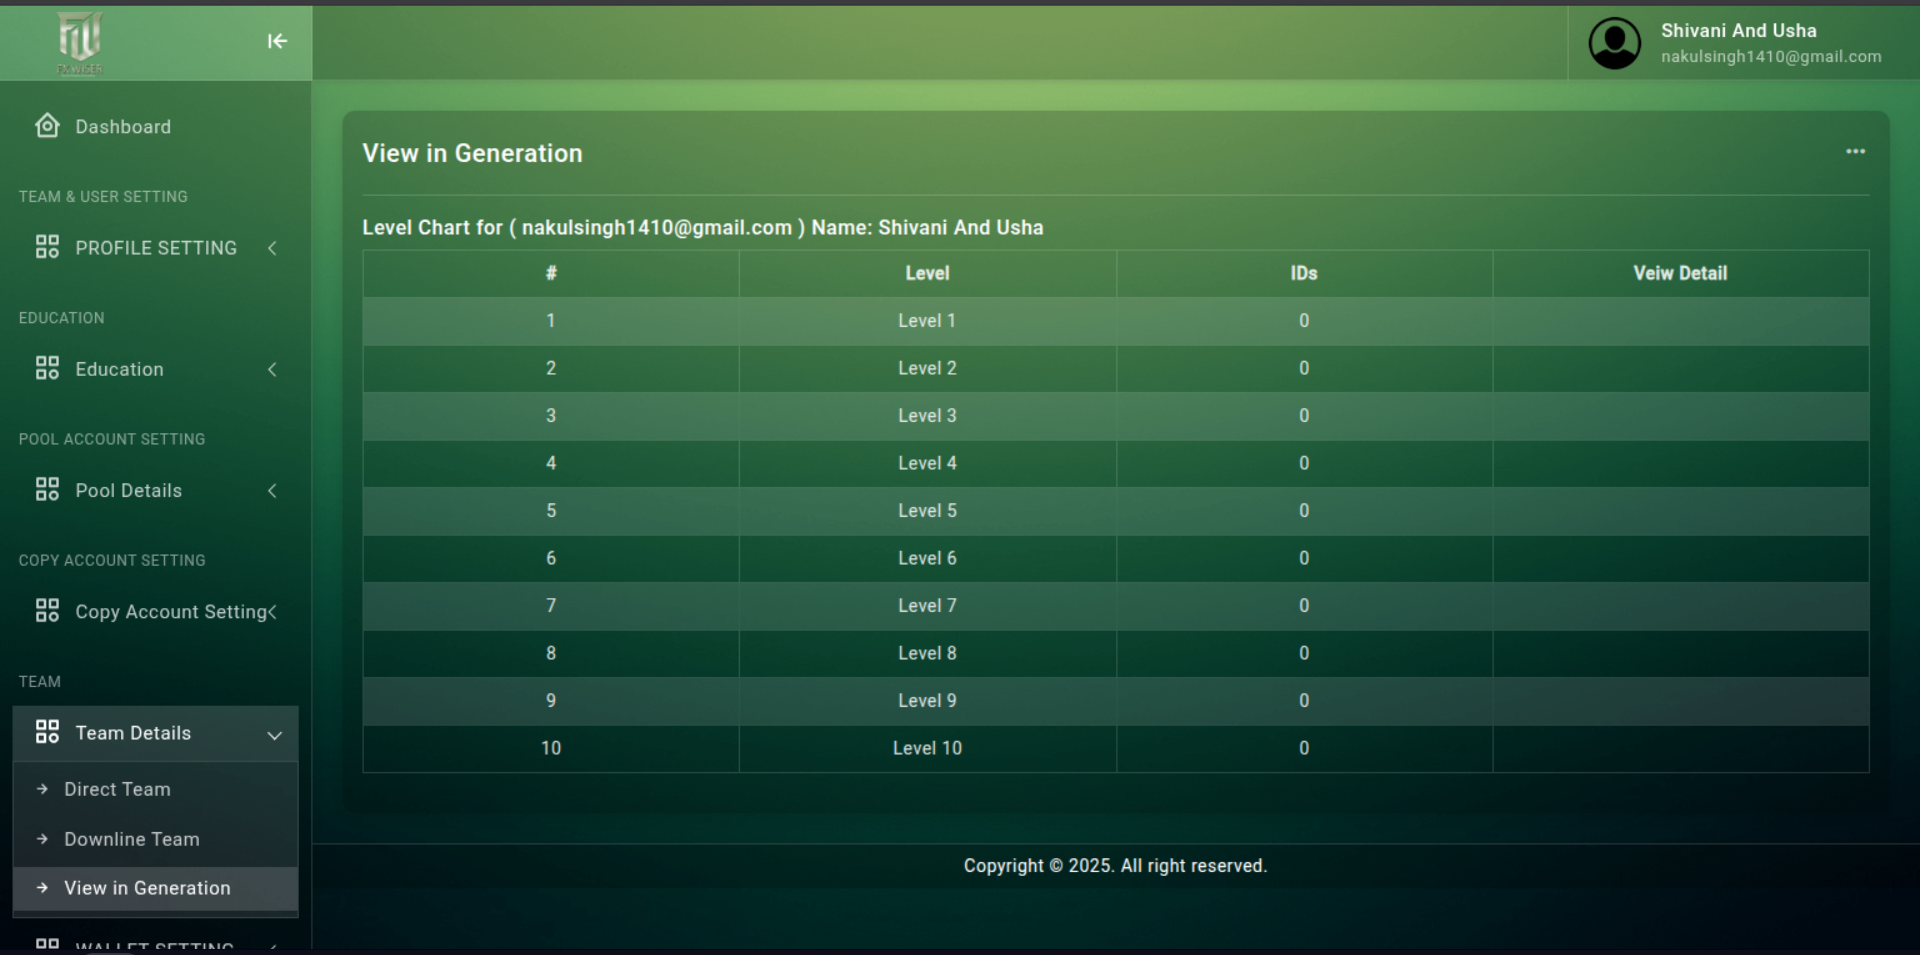 FX WISER
Shivani And Usha
nakulsingh1410@gmail.com
Dashboard
TEAM & USER SETTING
PROFILE SETTING
EDUCATION
Education
POOL ACCOUNT SETTING
Pool Details
COPY ACCOUNT SETTING
Copy Account Setting
TEAM
Team Details
Direct Team
Downline Team
View in Generation
WALLET SETTING
View in Generation
Level Chart for ( nakulsingh1410@gmail.com ) Name: Shivani And Usha
# Level IDs Veiw Detail
1 Level 1 0
2 Level 2 0
3 Level 3 0
4 Level 4 0
5 Level 5 0
6 Level 6 0
7 Level 7 0
8 Level 8 0
9 Level 9 0
10 Level 10 0
Copyright © 2025. All right reserved.